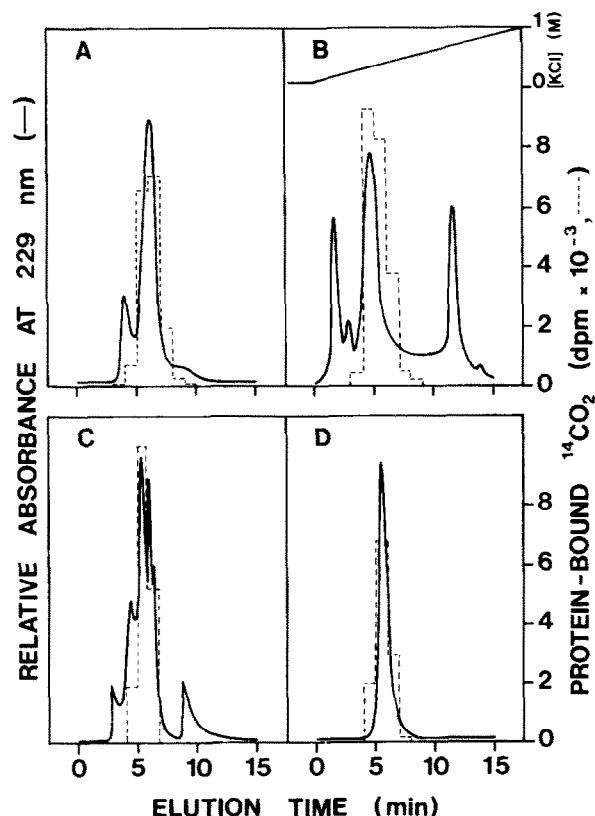 A
B
1
0
[KCl] (M)
8
6
4
2
0
C
D
8
6
4
2
0
0 5 10 15 0 5 10 15
ELUTION TIME (min)
RELATIVE ABSORBANCE AT 229 nm (—)
PROTEIN-BOUND ¹⁴CO₂ (dpm × 10⁻³, ----)